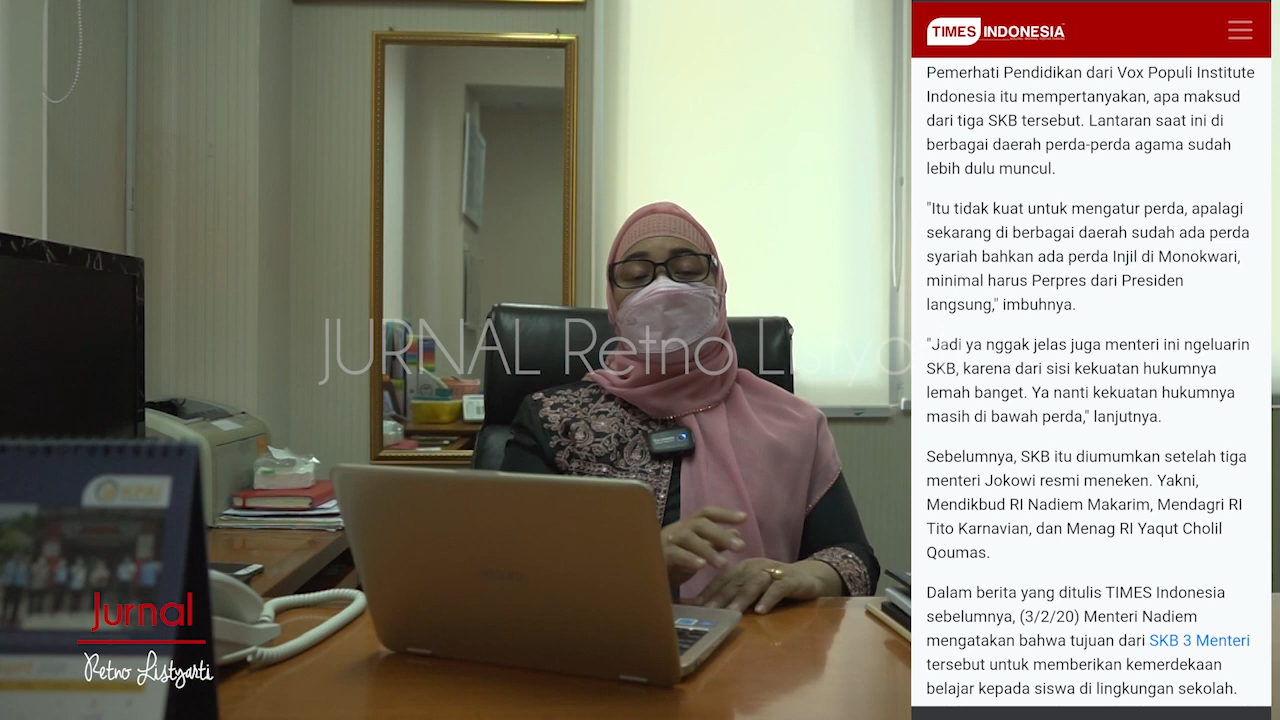 TIMES INDONESIA
Pemerhati Pendidikan dari Vox Populi Institute
Indonesia itu mempertanyakan, apa maksud
dari tiga SKB tersebut. Lantaran saat ini di
berbagai daerah perda-perda agama sudah
lebih dulu muncul.
"Itu tidak kuat untuk mengatur perda, apalagi
sekarang di berbagai daerah sudah ada perda
syariah bahkan ada perda Injil di Monokwari,
minimal harus Perpres dari Presiden
langsung," imbuhnya.
"Jadi ya nggak jelas juga menteri ini ngeluarin
SKB, karena dari sisi kekuatan hukumnya
lemah banget. Ya nanti kekuatan hukumnya
masih di bawah perda," lanjutnya.
Sebelumnya, SKB itu diumumkan setelah tiga
menteri Jokowi resmi meneken. Yakni,
Mendikbud RI Nadiem Makarim, Mendagri RI
Tito Karnavian, dan Menag RI Yaqut Cholil
Qoumas.
Dalam berita yang ditulis TIMES Indonesia
sebelumnya, (3/2/20) Menteri Nadiem
mengatakan bahwa tujuan dari SKB 3 Menteri
tersebut untuk memberikan kemerdekaan
belajar kepada siswa di lingkungan sekolah.
JURNAL Retno Listya
KPAI
Jurnal
Retno Listyarti